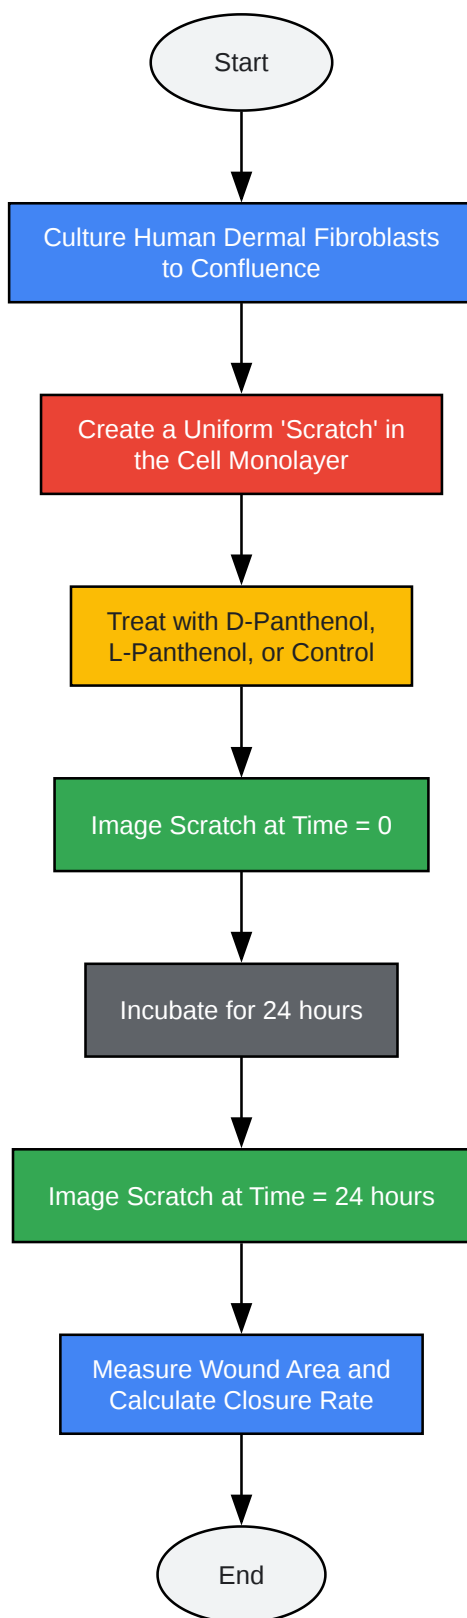 Start
Culture Human Dermal Fibroblasts
to Confluence
Create a Uniform 'Scratch' in
the Cell Monolayer
Treat with D-Panthenol,
L-Panthenol, or Control
Image Scratch at Time = 0
Incubate for 24 hours
Image Scratch at Time = 24 hours
Measure Wound Area and
Calculate Closure Rate
End